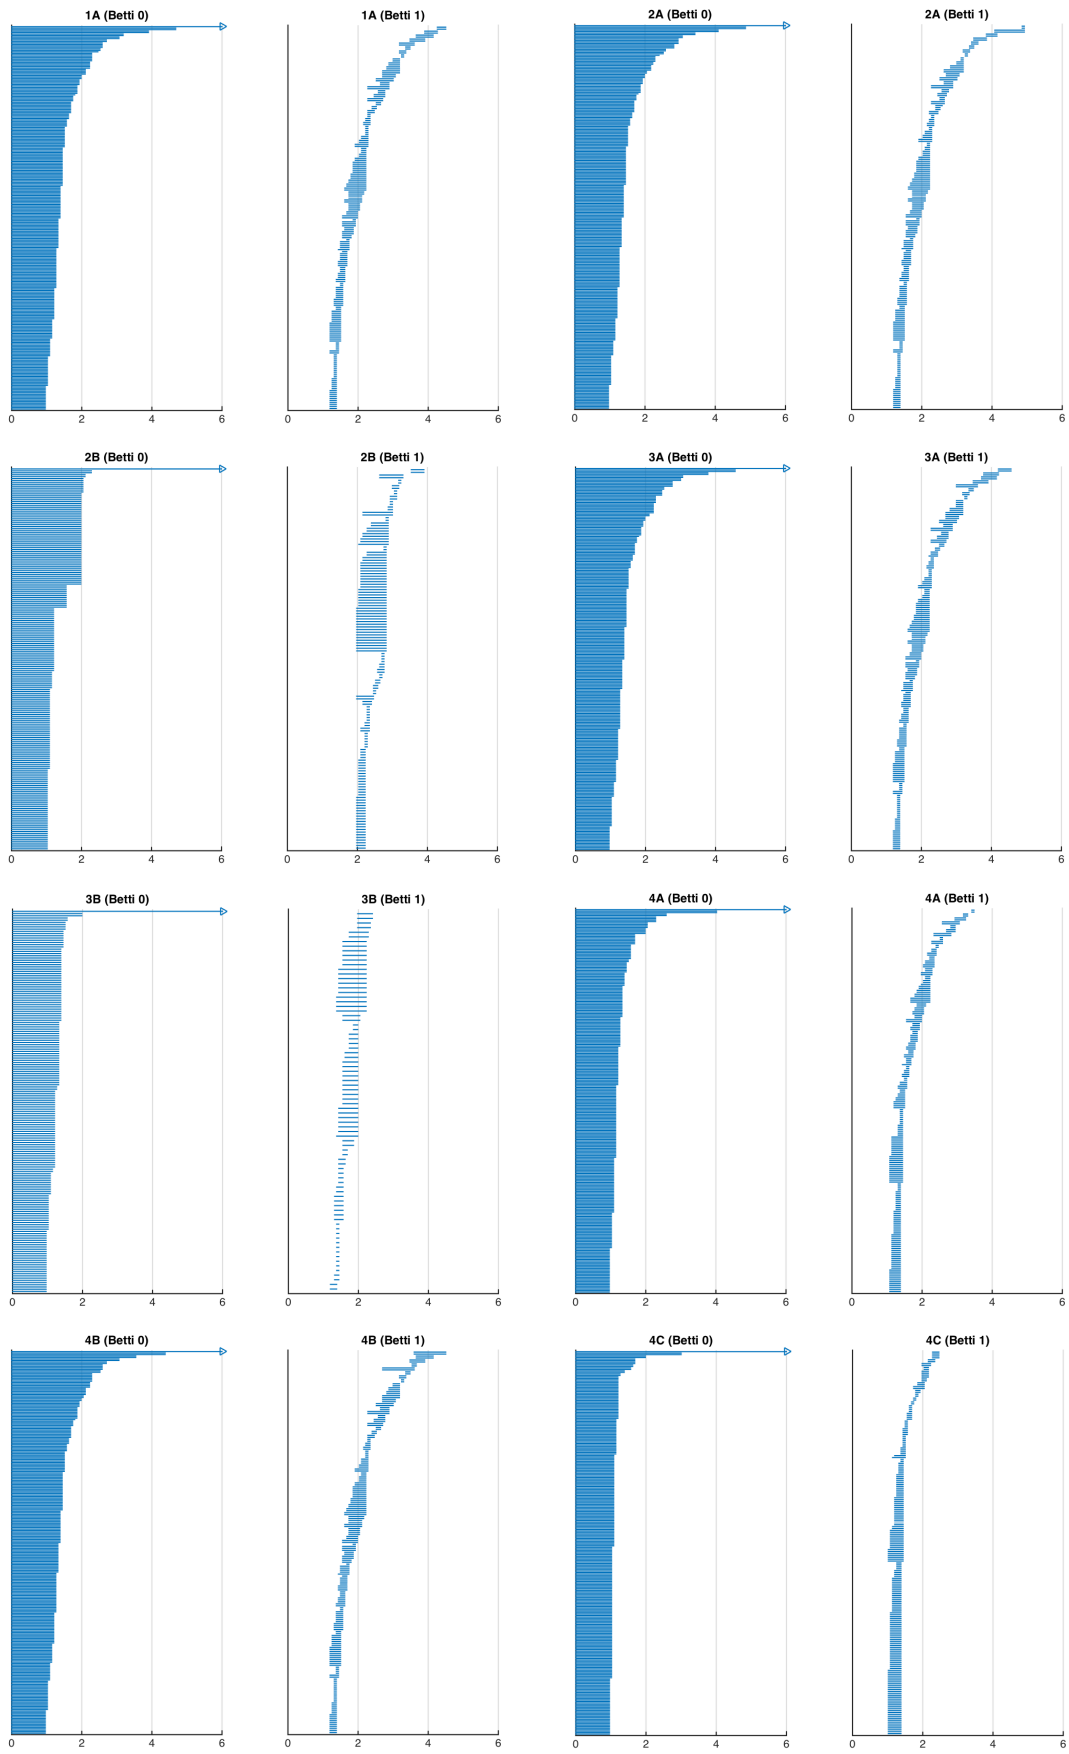 1A (Betti 0) 1A (Betti 1) 2A (Betti 0) 2A (Betti 1)
0 2 4 6 0 2 4 6 0 2 4 6 0 2 4 6
2B (Betti 0) 2B (Betti 1) 3A (Betti 0) 3A (Betti 1)
0 2 4 6 0 2 4 6 0 2 4 6 0 2 4 6
3B (Betti 0) 3B (Betti 1) 4A (Betti 0) 4A (Betti 1)
0 2 4 6 0 2 4 6 0 2 4 6 0 2 4 6
4B (Betti 0) 4B (Betti 1) 4C (Betti 0) 4C (Betti 1)
0 2 4 6 0 2 4 6 0 2 4 6 0 2 4 6